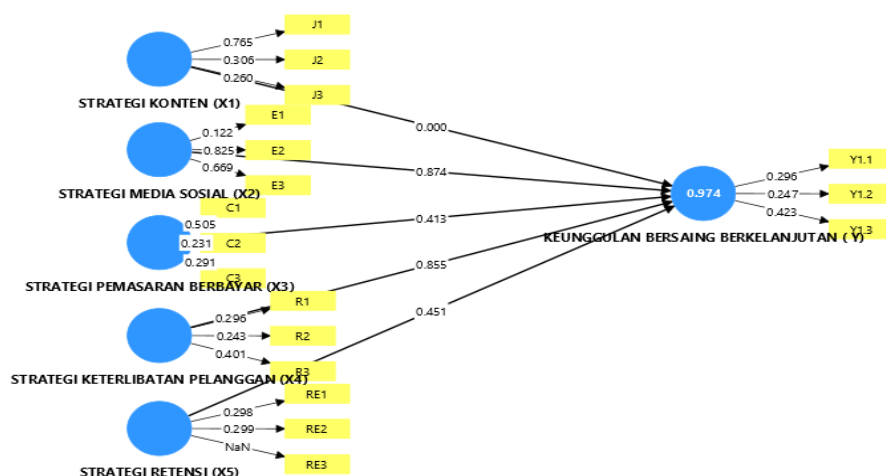 J1
0.765
J2
0.306
0.260
J3
STRATEGI KONTEN (X1)
E1
0.122
E2
0.825
0.669
E3
STRATEGI MEDIA SOSIAL (X2)
C1
0.505
C2
0.231
0.291
C3
STRATEGI PEMASARAN BERBAYAR (X3)
R1
0.296
R2
0.243
0.401
R3
STRATEGI KETERLIBATAN PELANGGAN (X4)
RE1
0.298
RE2
0.299
NaN
RE3
STRATEGI RETENSI (X5)
0.000
0.874
0.413
0.855
0.451
0.974
KEUNGGULAN BERSAING BERKELANJUTAN ( Y)
0.296
Y1.1
0.247
Y1.2
0.423
Y1.3